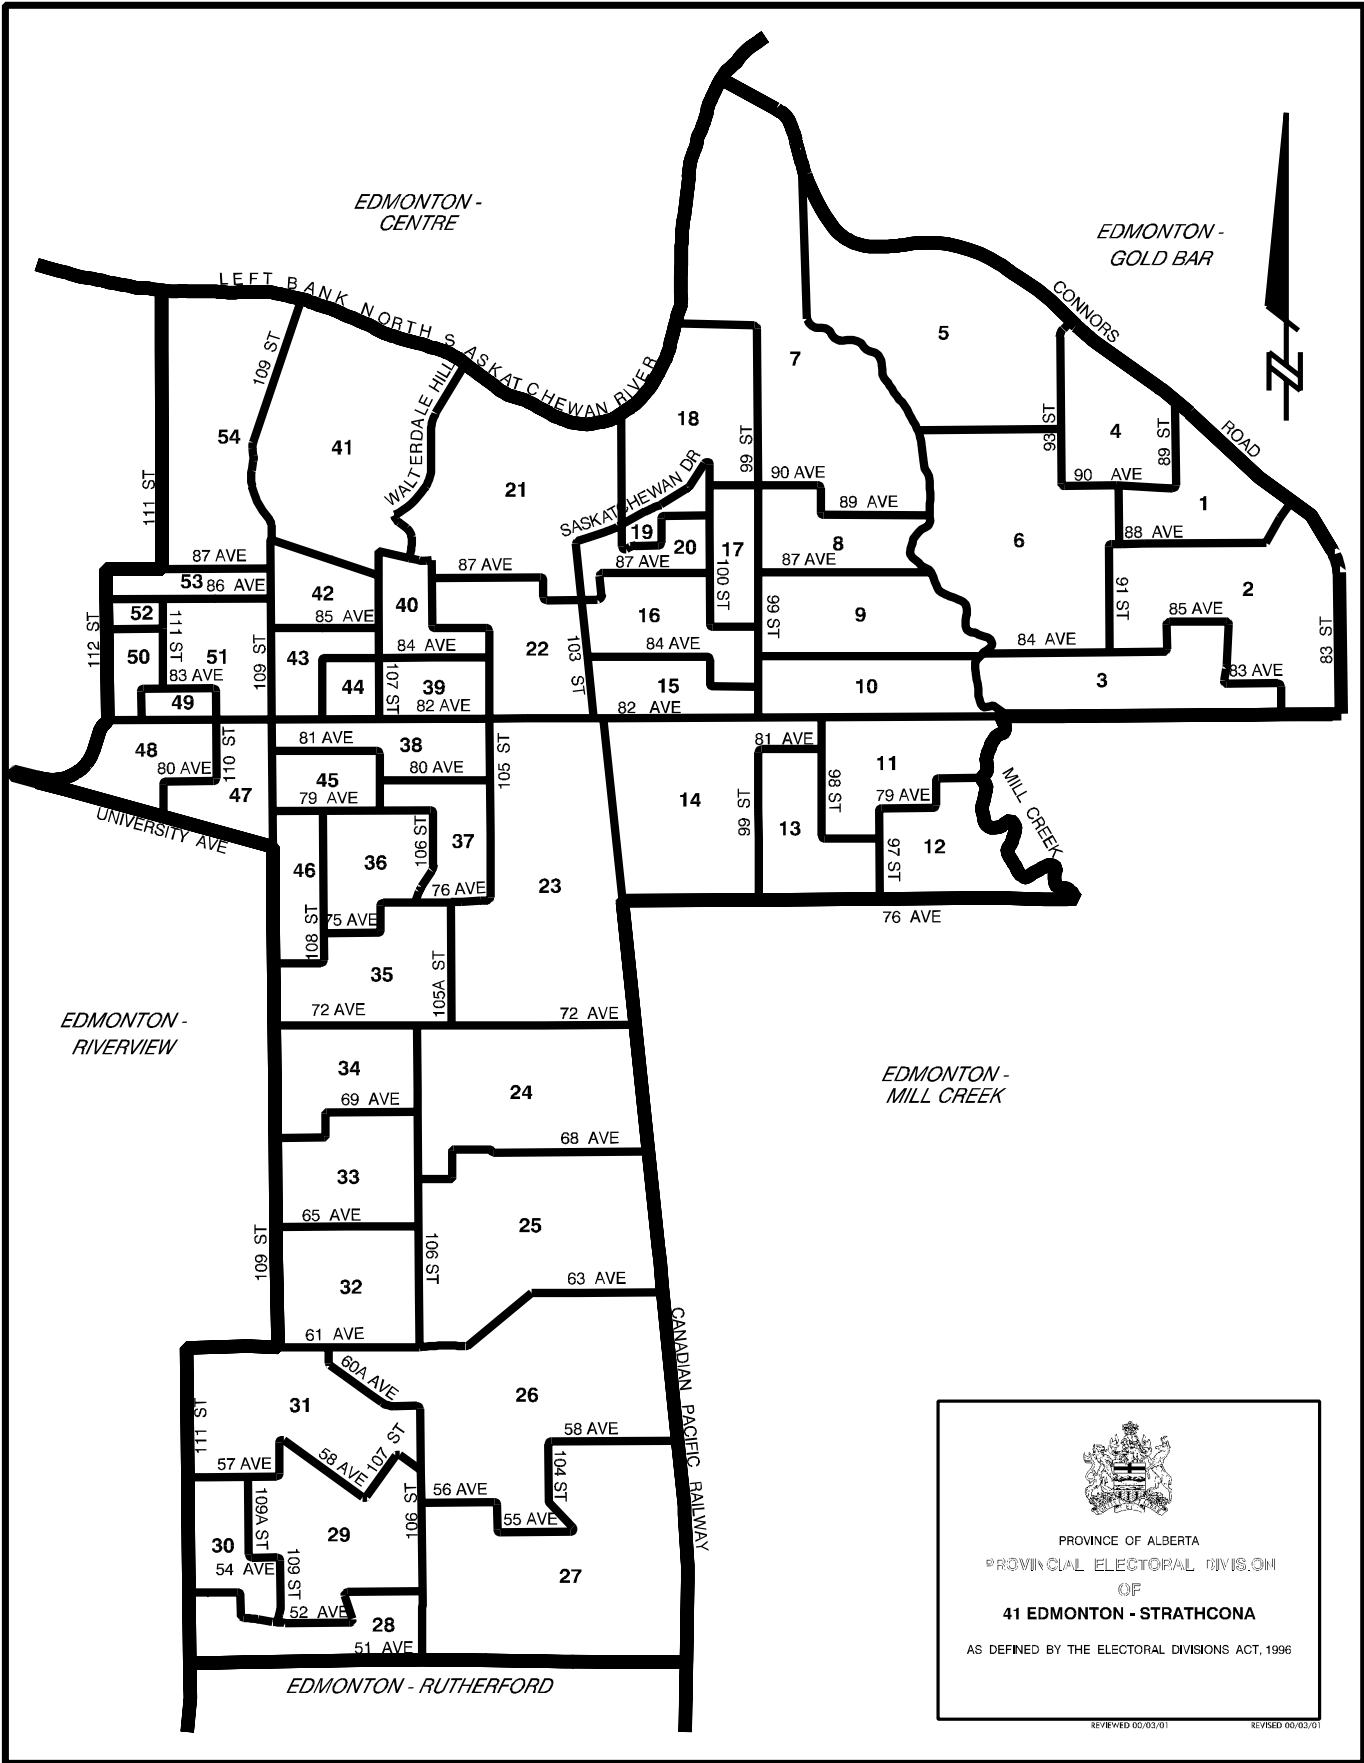 EDMONTON -
CENTRE
EDMONTON -
GOLD BAR
LEFT BANK NORTH SASKATCHEWAN RIVER
CONNORS
ROAD
109 ST
WALTERDALE HILL
5
7
18
93 ST
4
89 ST
54
41
99 ST
111 ST
21
SASKATCHEWAN DR
90 AVE
90 AVE
89 AVE
1
19
88 AVE
6
8
87 AVE
87 AVE
87 AVE
20
17
87 AVE
53
86 AVE
42
40
100 ST
91 ST
2
52
111 ST
85 AVE
16
99 ST
9
85 AVE
112 ST
50
51
109 ST
43
84 AVE
22
103 ST
84 AVE
84 AVE
83 ST
83 AVE
44
107 ST
39
15
10
3
83 AVE
49
82 AVE
82 AVE
48
110 ST
81 AVE
38
105 ST
81 AVE
11
80 AVE
45
80 AVE
98 ST
MILL CREEK
47
79 AVE
14
99 ST
79 AVE
UNIVERSITY AVE
13
106 ST
37
12
46
36
97 ST
23
76 AVE
108 ST
75 AVE
76 AVE
35
105A ST
72 AVE
72 AVE
EDMONTON -
RIVERVIEW
34
EDMONTON -
MILL CREEK
24
69 AVE
68 AVE
33
65 AVE
25
109 ST
106 ST
32
63 AVE
61 AVE
CANADIAN PACIFIC RAILWAY
60A AVE
26
31
111 ST
58 AVE
107 ST
58 AVE
57 AVE
104 ST
56 AVE
109A ST
106 ST
55 AVE
29
30
54 AVE
109 ST
27
52 AVE
28
51 AVE
EDMONTON - RUTHERFORD
PROVINCE OF ALBERTA
PROVINCIAL ELECTORAL DIVISION
OF
41 EDMONTON - STRATHCONA
AS DEFINED BY THE ELECTORAL DIVISIONS ACT, 1996
REVIEWED 00/03/01
REVISED 00/03/01